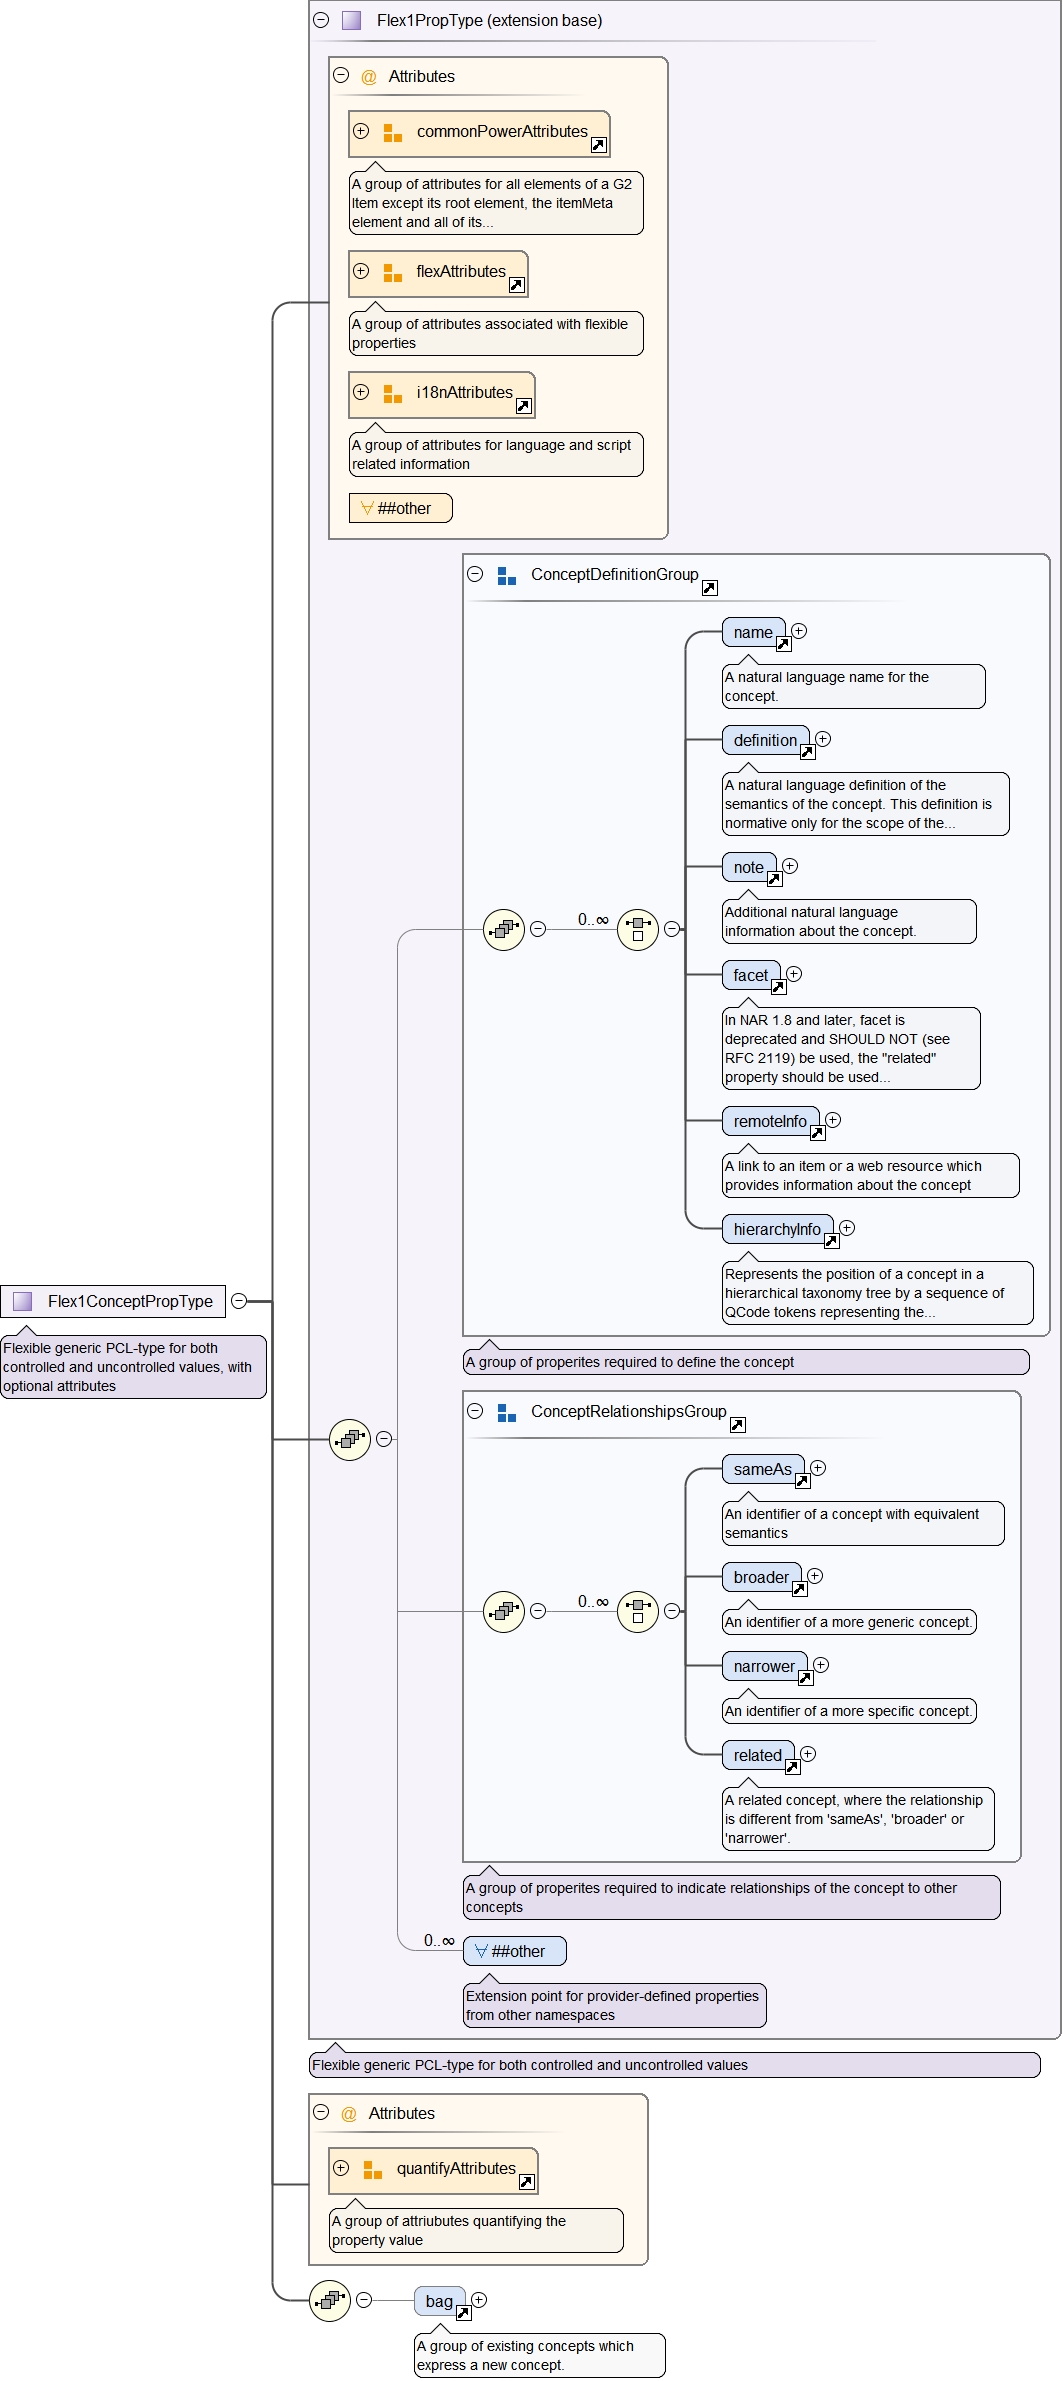 Flex1PropType (extension base)
@ Attributes
commonPowerAttributes
A group of attributes for all elements of a G2
Item except its root element, the itemMeta
element and all of its...
flexAttributes
A group of attributes associated with flexible
properties
i18nAttributes
A group of attributes for language and script
related information
##other
ConceptDefinitionGroup
name
A natural language name for the
concept.
definition
A natural language definition of the
semantics of the concept. This definition is
normative only for the scope of the...
note
Additional natural language
information about the concept.
0..∞
facet
In NAR 1.8 and later, facet is
deprecated and SHOULD NOT (see
RFC 2119) be used, the "related"
property should be used...
remoteInfo
A link to an item or a web resource which
provides information about the concept
hierarchyInfo
Represents the position of a concept in a
hierarchical taxonomy tree by a sequence of
QCode tokens representing the...
Flex1ConceptPropType
Flexible generic PCL-type for both
controlled and uncontrolled values, with
optional attributes
A group of properites required to define the concept
ConceptRelationshipsGroup
sameAs
An identifier of a concept with equivalent
semantics
broader
0..∞
An identifier of a more generic concept.
narrower
An identifier of a more specific concept.
related
A related concept, where the relationship
is different from 'sameAs', 'broader' or
'narrower'.
A group of properites required to indicate relationships of the concept to other
concepts
0..∞
##other
Extension point for provider-defined properties
from other namespaces
Flexible generic PCL-type for both controlled and uncontrolled values
@ Attributes
quantifyAttributes
A group of attriubutes quantifying the
property value
bag
A group of existing concepts which
express a new concept.